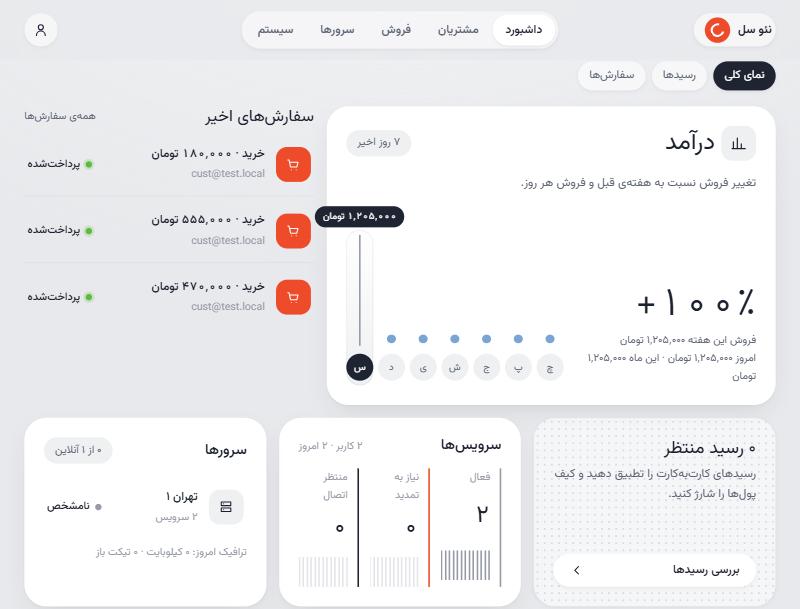 نئو سل
داشبورد
مشتریان
فروش
سرورها
سیستم
نمای کلی
رسیدها
سفارش‌ها
درآمد
۷ روز اخیر
تغییر فروش نسبت به هفته‌ی قبل و فروش هر روز.
۱,۲۰۵,۰۰۰ تومان
+۱۰۰٪
فروش این هفته ۱,۲۰۵,۰۰۰ تومان
امروز ۱,۲۰۵,۰۰۰ تومان · این ماه ۱,۲۰۵,۰۰۰
تومان
چ
پ
ج
ش
ی
د
س
سفارش‌های اخیر
همه‌ی سفارش‌ها
خرید · ۱۸۰,۰۰۰ تومان
cust@test.local
پرداخت‌شده
خرید · ۵۵۵,۰۰۰ تومان
cust@test.local
پرداخت‌شده
خرید · ۴۷۰,۰۰۰ تومان
cust@test.local
پرداخت‌شده
۰ رسید منتظر
رسیدهای کارت‌به‌کارت را تطبیق دهید و کیف
پول‌ها را شارژ کنید.
بررسی رسیدها
سرویس‌ها
۲ کاربر · ۲ امروز
فعال
۲
نیاز به
تمدید
۰
منتظر
اتصال
۰
سرورها
۰ از ۱ آنلاین
تهران ۱
۲ سرویس
نامشخص
ترافیک امروز: ۰ کیلوبایت · ۰ تیکت باز